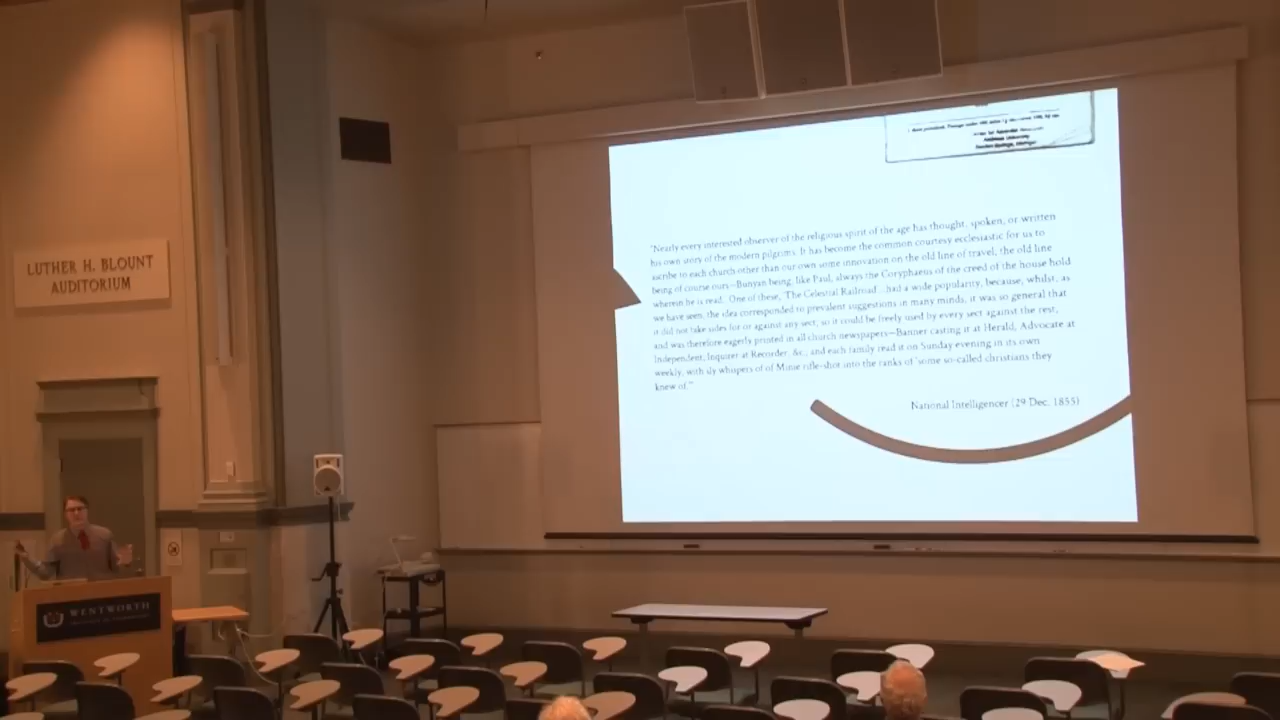 LUTHER H. BLOUNT
AUDITORIUM
Andrews University
"Nearly every interested observer of the religious spirit of the age has thought, spoken, or written
his own story of the modern pilgrims. It has become the common courtesy ecclesiastic for us to
ascribe to each church other than our own some innovation on the old line of travel, the old line
being of course ours—Bunyan being, like Paul, always the Coryphaeus of the creed of the house hold
wherein he is read. One of these, 'The Celestial Railroad'...had a wide popularity, because, whilst, as
we have seen, the idea corresponded to prevalent suggestions in many minds, it was so general that
it did not take sides for or against any sect, so it could be freely used by every sect against the rest,
and was therefore eagerly printed in all church newspapers—Banner casting it at Herald, Advocate at
Independent, Inquirer at Recorder, &c., and each family read it on Sunday evening in its own
weekly, with sly whispers of of Minie rifle-shot into the ranks of 'some so-called christians they
knew of.'"
National Intelligencer (29 Dec. 1855)
WENTWORTH